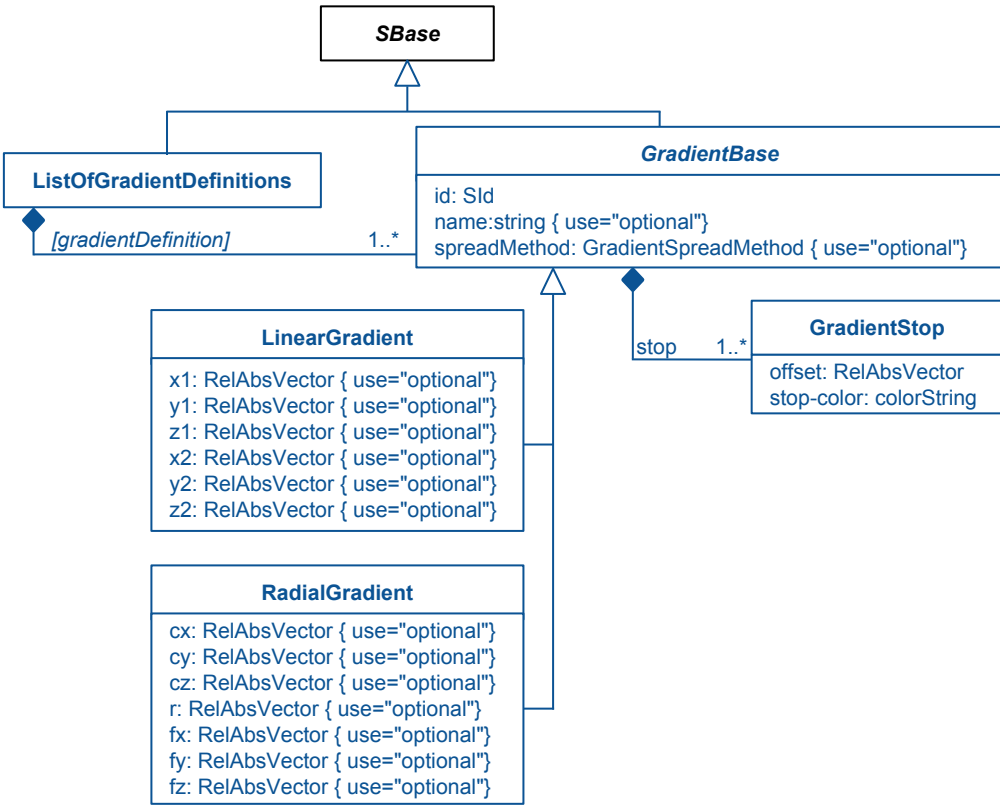 SBase
ListOfGradientDefinitions
[gradientDefinition]
1..*
GradientBase
id: SId
name:string { use="optional"}
spreadMethod: GradientSpreadMethod { use="optional"}
stop
1..*
GradientStop
offset: RelAbsVector
stop-color: colorString
LinearGradient
x1: RelAbsVector { use="optional"}
y1: RelAbsVector { use="optional"}
z1: RelAbsVector { use="optional"}
x2: RelAbsVector { use="optional"}
y2: RelAbsVector { use="optional"}
z2: RelAbsVector { use="optional"}
RadialGradient
cx: RelAbsVector { use="optional"}
cy: RelAbsVector { use="optional"}
cz: RelAbsVector { use="optional"}
r: RelAbsVector { use="optional"}
fx: RelAbsVector { use="optional"}
fy: RelAbsVector { use="optional"}
fz: RelAbsVector { use="optional"}